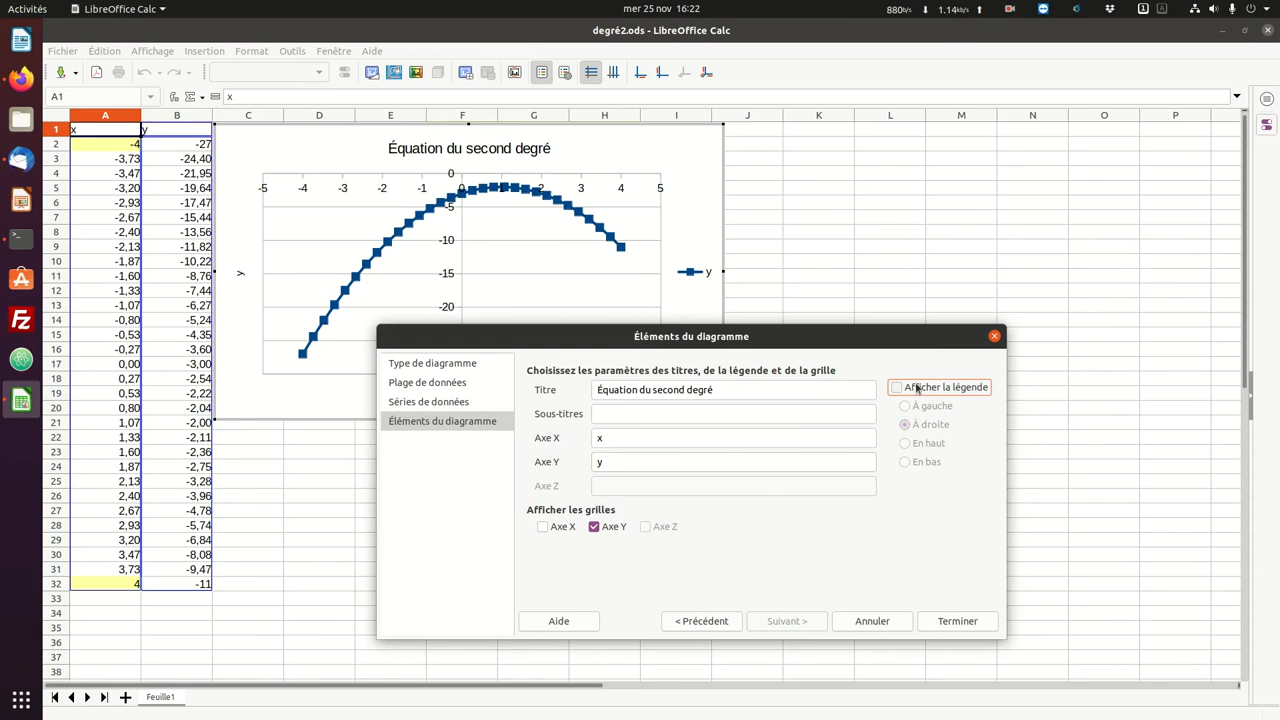 Activités LibreOffice Calc mer 25 nov 16:22 880k/s 1.14k/s 1 A
degré2.ods - LibreOffice Calc
Fichier Édition Affichage Insertion Format Outils Fenêtre Aide
A1 x
A B C D E F G H I J K L M N O P
1 x y
2 -4 -27
3 -3,73 -24,40
4 -3,47 -21,95
5 -3,20 -19,64
6 -2,93 -17,47
7 -2,67 -15,44
8 -2,40 -13,56
9 -2,13 -11,82
10 -1,87 -10,22
11 -1,60 -8,76
12 -1,33 -7,44
13 -1,07 -6,27
14 -0,80 -5,24
15 -0,53 -4,35
16 -0,27 -3,60
17 0,00 -3,00
18 0,27 -2,54
19 0,53 -2,22
20 0,80 -2,04
21 1,07 -2,00
22 1,33 -2,11
23 1,60 -2,36
24 1,87 -2,75
25 2,13 -3,28
26 2,40 -3,96
27 2,67 -4,78
28 2,93 -5,74
29 3,20 -6,84
30 3,47 -8,08
31 3,73 -9,47
32 4 -11
33
34
35
36
37
38
Équation du second degré
0
-5 -4 -3 -2 -1 0 1 2 3 4 5
-5
-10
-15
-20
y
y
Éléments du diagramme
Type de diagramme
Plage de données
Séries de données
Éléments du diagramme
Choisissez les paramètres des titres, de la légende et de la grille
Titre Équation du second degré
Sous-titres
Axe X x
Axe Y y
Axe Z
Afficher la légende
À gauche
À droite
En haut
En bas
Afficher les grilles
Axe X Axe Y Axe Z
Aide < Précédent Suivant > Annuler Terminer
Feuille1